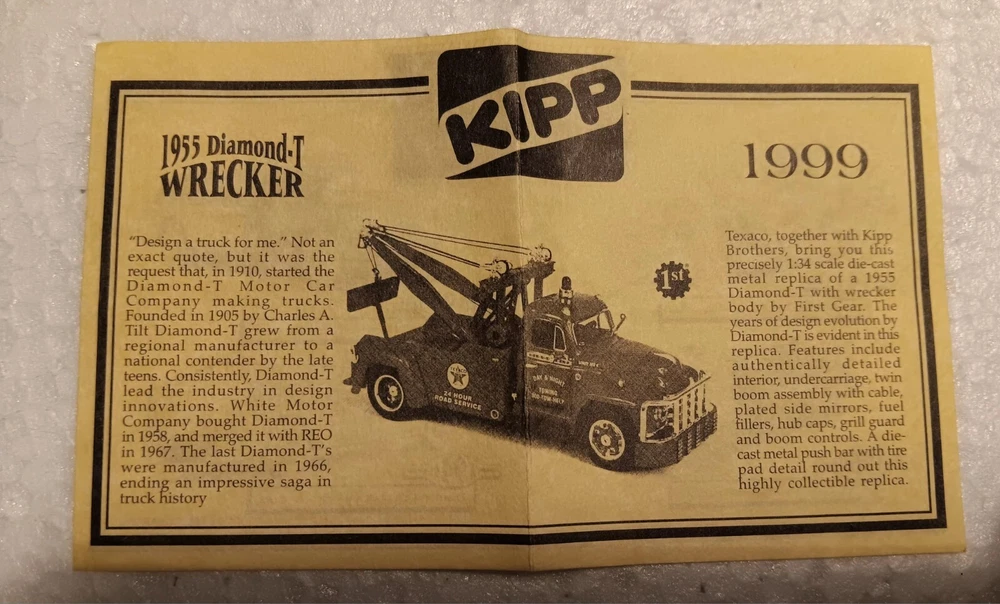 KIPP
1955 Diamond-T
WRECKER
"Design a truck for me." Not an
exact quote, but it was the
request that, in 1910, started the
Diamond-T Motor Car
Company making trucks.
Founded in 1905 by Charles A.
Tilt Diamond-T grew from a
regional manufacturer to a
national contender by the late
teens. Consistently, Diamond-T
lead the industry in design
innovations. White Motor
Company bought Diamond-T
in 1958, and merged it with REO
in 1967. The last Diamond-T's
were manufactured in 1966,
ending an impressive saga in
truck history
24 HOUR
ROAD SERVICE
DAY & NIGHT
TOWING
1st
1999
Texaco, together with Kipp
Brothers, bring you this
precisely 1:34 scale die-cast
metal replica of a 1955
Diamond-T with wrecker
body by First Gear. The
years of design evolution by
Diamond-T is evident in this
replica. Features include
authentically detailed
interior, undercarriage, twin
boom assembly with cable,
plated side mirrors, fuel
fillers, hub caps, grill guard
and boom controls. A die-
cast metal push bar with tire
pad detail round out this
highly collectible replica.